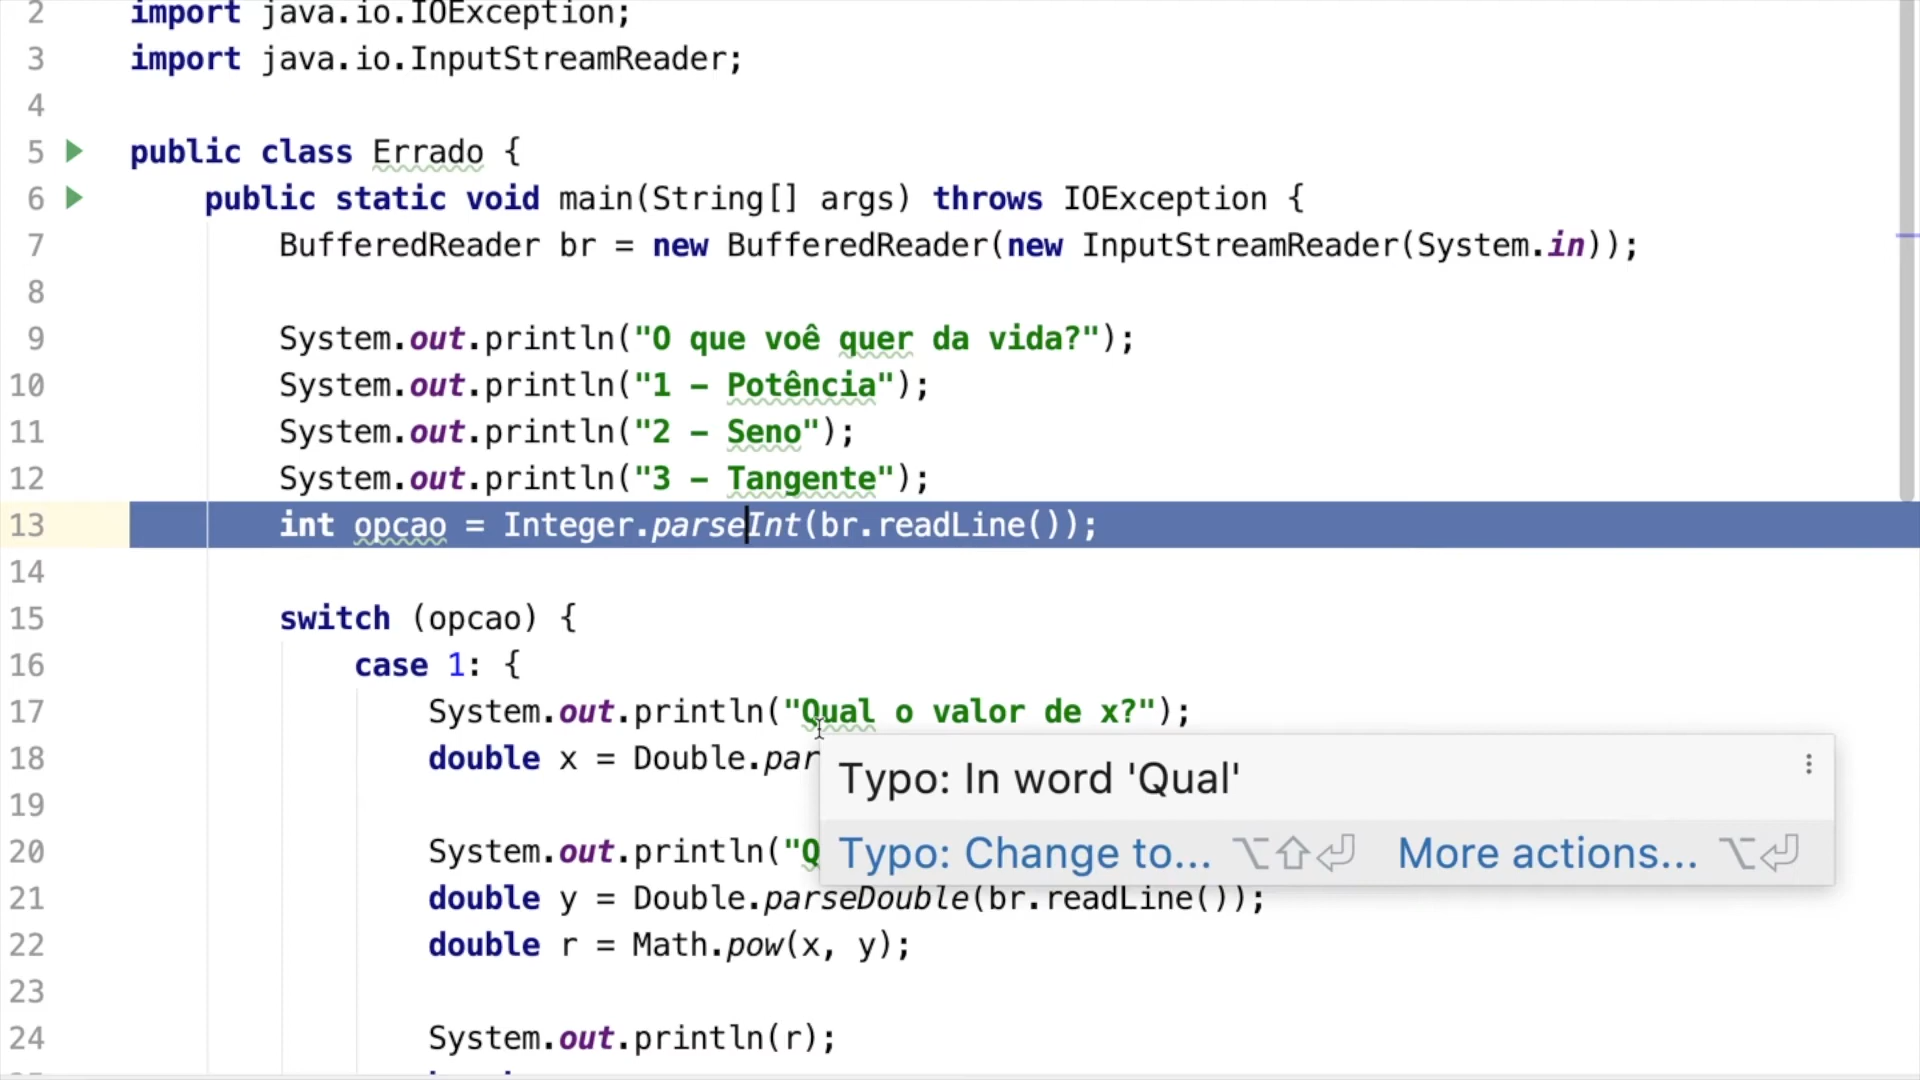 2 import java.io.IOException;
3 import java.io.InputStreamReader;
4
5 public class Errado {
6 public static void main(String[] args) throws IOException {
7 BufferedReader br = new BufferedReader(new InputStreamReader(System.in));
8
9 System.out.println("O que você quer da vida?");
10 System.out.println("1 – Potência");
11 System.out.println("2 – Seno");
12 System.out.println("3 – Tangente");
13 int opcao = Integer.parseInt(br.readLine());
14
15 switch (opcao) {
16 case 1: {
17 System.out.println("Qual o valor de x?");
18 double x = Double.par
Typo: In word 'Qual'
19
20 System.out.println("Q
Typo: Change to... ⌥⇧⏎ More actions... ⌥⏎
21 double y = Double.parseDouble(br.readLine());
22 double r = Math.pow(x, y);
23
24 System.out.println(r);